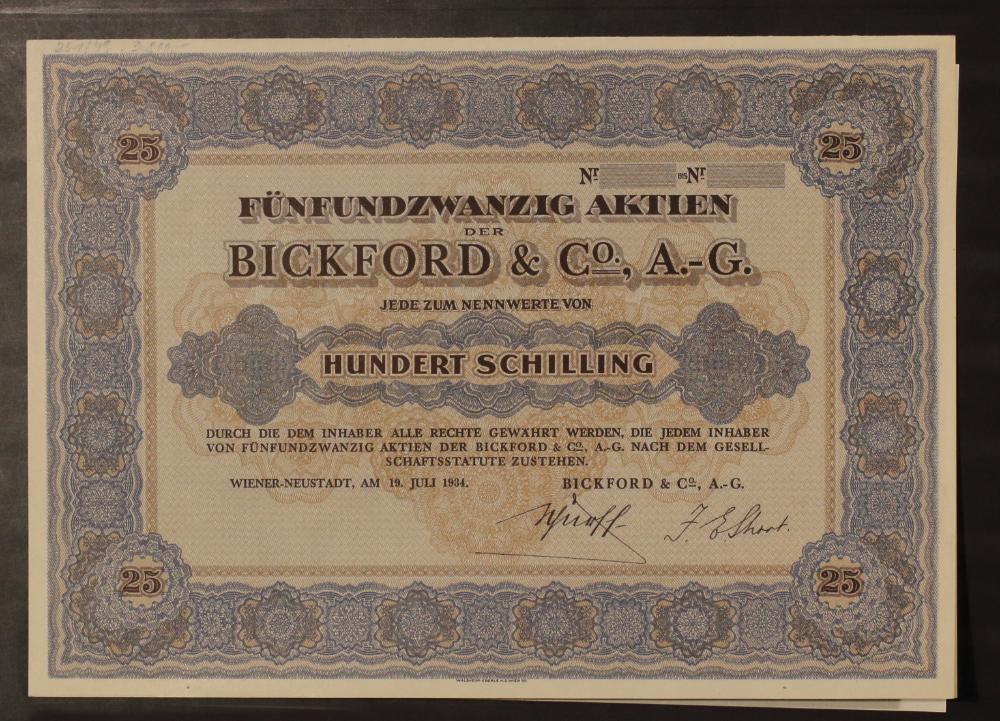 25 25
Nr. BIS Nr.
FÜNFUNDZWANZIG AKTIEN
DER
BICKFORD & Co., A.-G.
JEDE ZUM NENNWERTE VON
HUNDERT SCHILLING
DURCH DIE DEM INHABER ALLE RECHTE GEWÄHRT WERDEN, DIE JEDEM INHABER
VON FÜNFUNDZWANZIG AKTIEN DER BICKFORD & Co., A.-G. NACH DEM GESELL-
SCHAFTSSTATUTE ZUSTEHEN.
WIENER-NEUSTADT, AM 19. JULI 1934. BICKFORD & Co., A.-G.
F. E. Short.
25 25